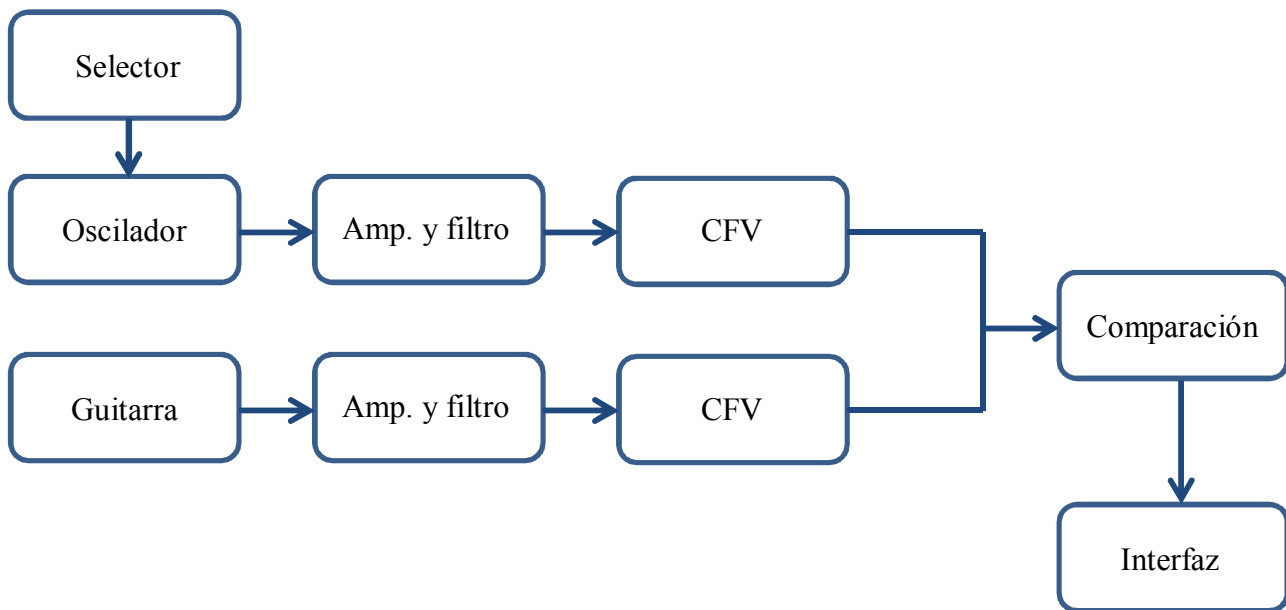 Selector
Oscilador
Amp. y filtro
CFV
Comparación
Guitarra
Amp. y filtro
CFV
Interfaz